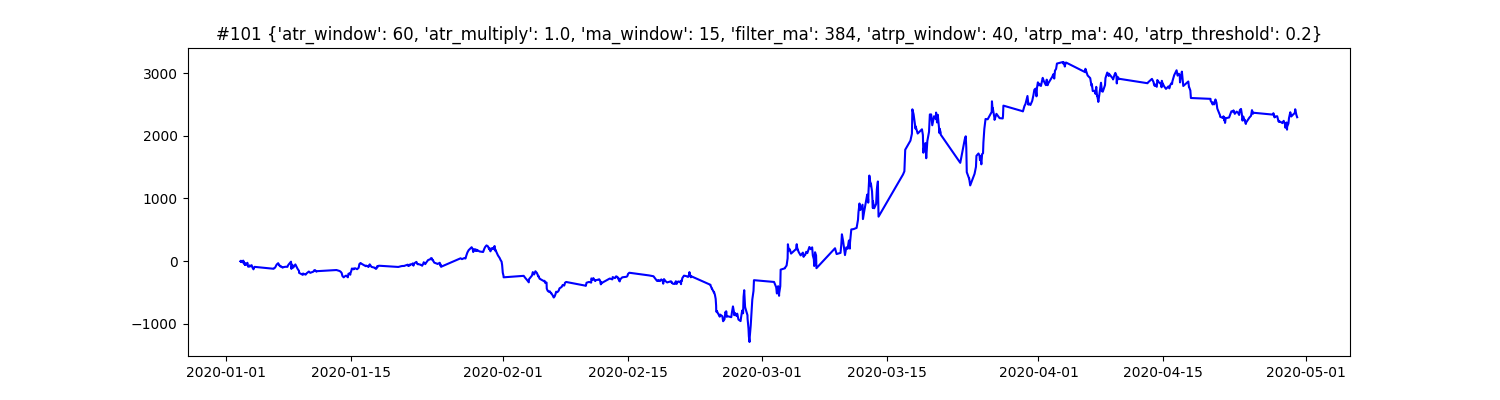 #101 {'atr_window': 60, 'atr_multiply': 1.0, 'ma_window': 15, 'filter_ma': 384, 'atrp_window': 40, 'atrp_ma': 40, 'atrp_threshold': 0.2}
3000
2000
1000
0
−1000
2020-01-01 2020-01-15 2020-02-01 2020-02-15 2020-03-01 2020-03-15 2020-04-01 2020-04-15 2020-05-01